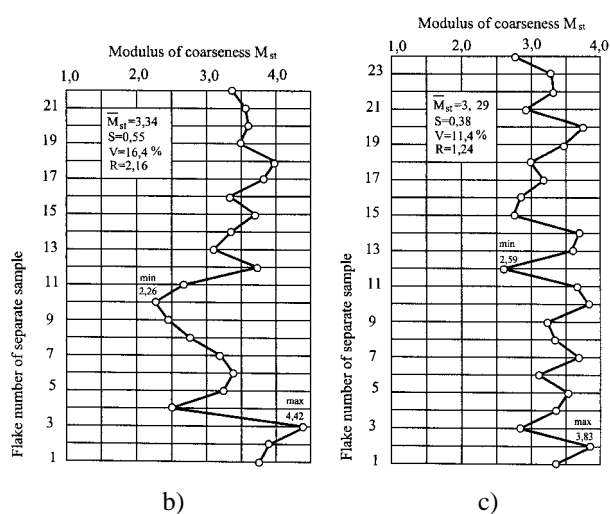 Modulus of coarseness Mst
1,0 2,0 3,0 4,0
21
19
17
15
13
11
9
7
5
3
1
Flake number of separate sample
M̅st=3,34
S=0,55
V=16,4 %
R=2,16
min
2,26
max
4,42
b)
Modulus of coarseness Mst
1,0 2,0 3,0 4,0
23
21
19
17
15
13
11
9
7
5
3
1
Flake number of separate sample
M̅st=3, 29
S=0,38
V=11,4 %
R=1,24
min
2,59
max
3,83
c)